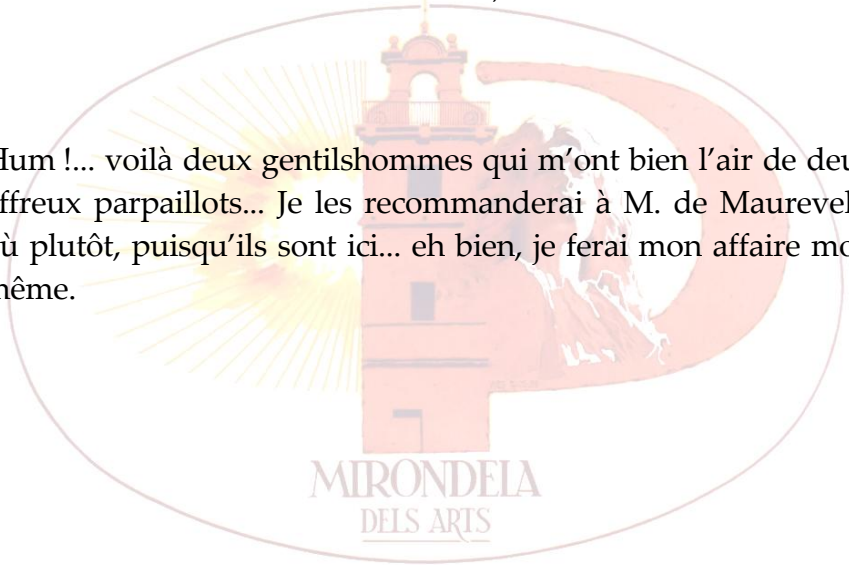 Hum !... voilà deux gentilshommes qui m’ont bien l’air de deu
ffreux parpaillots... Je les recommanderai à M. de Maurevel
ù plutôt, puisqu’ils sont ici... eh bien, je ferai mon affaire mo
même.
MIRONDELA
DELS ARTS